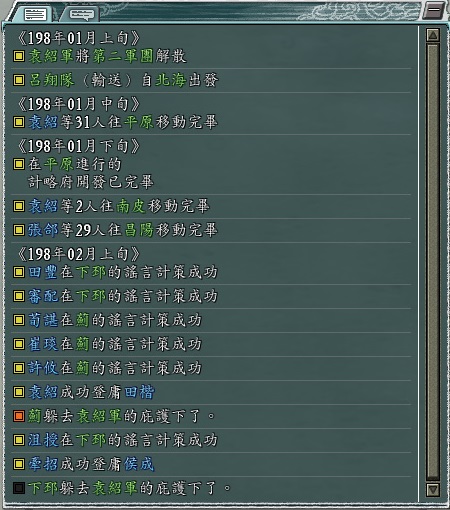 《198年01月上旬》
袁紹軍將第二軍團解散
呂翔隊（輸送）自北海出發
《198年01月中旬》
袁紹等31人往平原移動完畢
《198年01月下旬》
在平原進行的
計略府開發已完畢
袁紹等2人往南皮移動完畢
張郃等29人往昌陽移動完畢
《198年02月上旬》
田豐在下邳的謠言計策成功
審配在下邳的謠言計策成功
荀諶在薊的謠言計策成功
崔琰在薊的謠言計策成功
許攸在薊的謠言計策成功
袁紹成功登庸田楷
薊躲去袁紹軍的庇護下了。
沮授在下邳的謠言計策成功
牽招成功登庸侯成
下邳躲去袁紹軍的庇護下了。